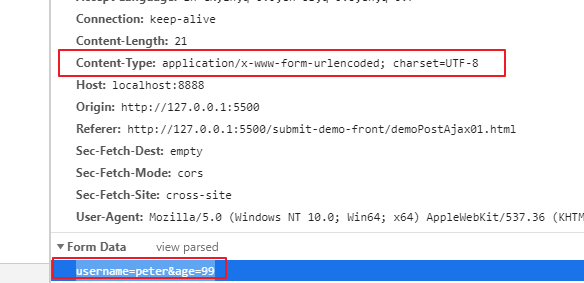 Connection: keep-alive
Content-Length: 21
Content-Type: application/x-www-form-urlencoded; charset=UTF-8
Host: localhost:8888
Origin: http://127.0.0.1:5500
Referer: http://127.0.0.1:5500/submit-demo-front/demoPostAjax01.html
Sec-Fetch-Dest: empty
Sec-Fetch-Mode: cors
Sec-Fetch-Site: cross-site
User-Agent: Mozilla/5.0 (Windows NT 10.0; Win64; x64) AppleWebKit/537.36 (KHTM
Form Data view parsed
username=peter&age=99